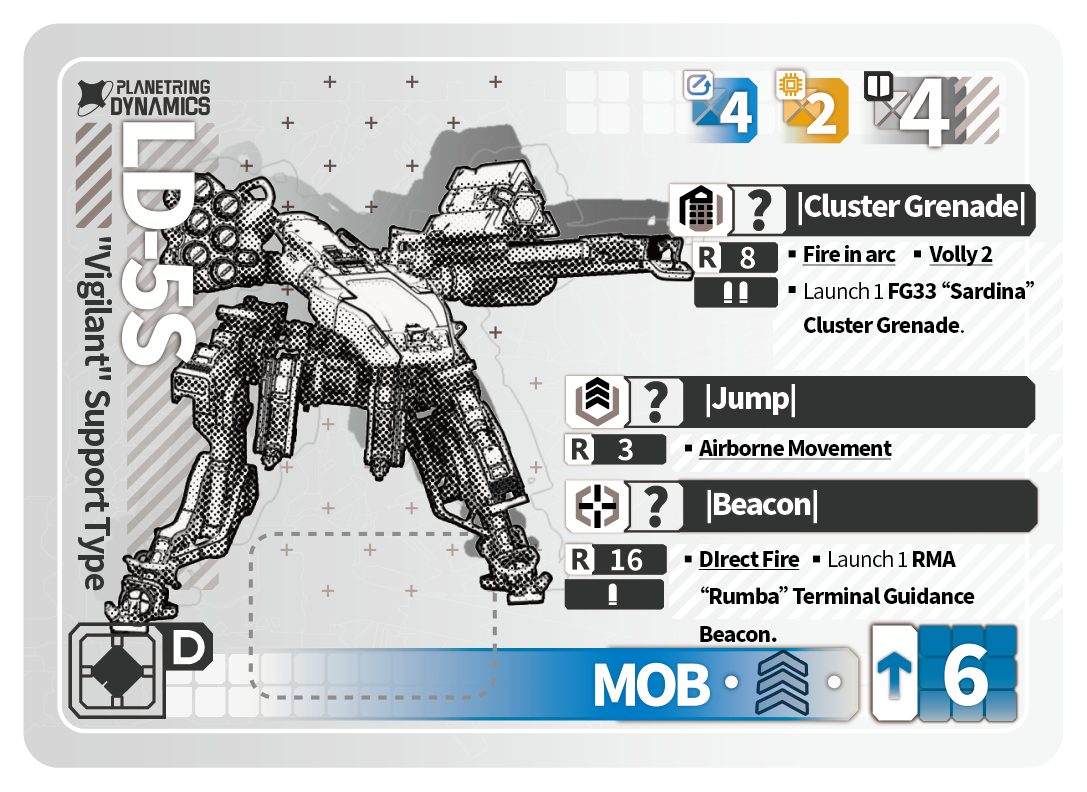 PLANETRING
DYNAMICS
LD-5S
"Vigilant" Support Type
4
2
4
? |Cluster Grenade|
R 8 ▪ Fire in arc ▪ Volly 2
▪ Launch 1 FG33 “Sardina”
Cluster Grenade.
? |Jump|
R 3 ▪ Airborne Movement
? |Beacon|
R 16 ▪ DIrect Fire ▪ Launch 1 RMA
“Rumba” Terminal Guidance
Beacon.
D
MOB
6